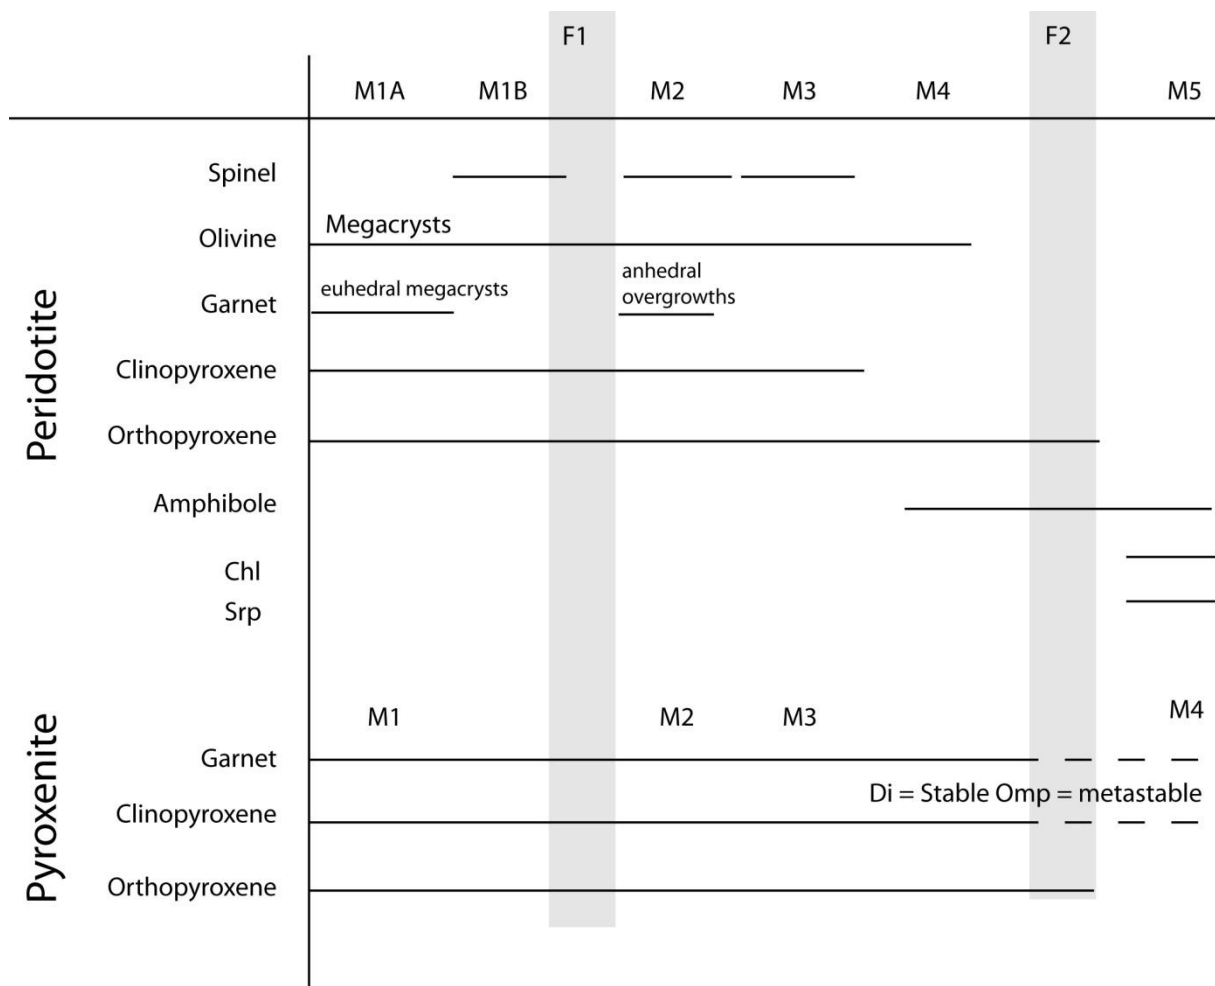 F1 F2
M1A M1B M2 M3 M4 M5
Peridotite
Spinel
Megacrysts
Olivine
euhedral megacrysts
anhedral
overgrowths
Garnet
Clinopyroxene
Orthopyroxene
Amphibole
Chl
Srp
Pyroxenite
M1 M2 M3 M4
Garnet
Di = Stable Omp = metastable
Clinopyroxene
Orthopyroxene